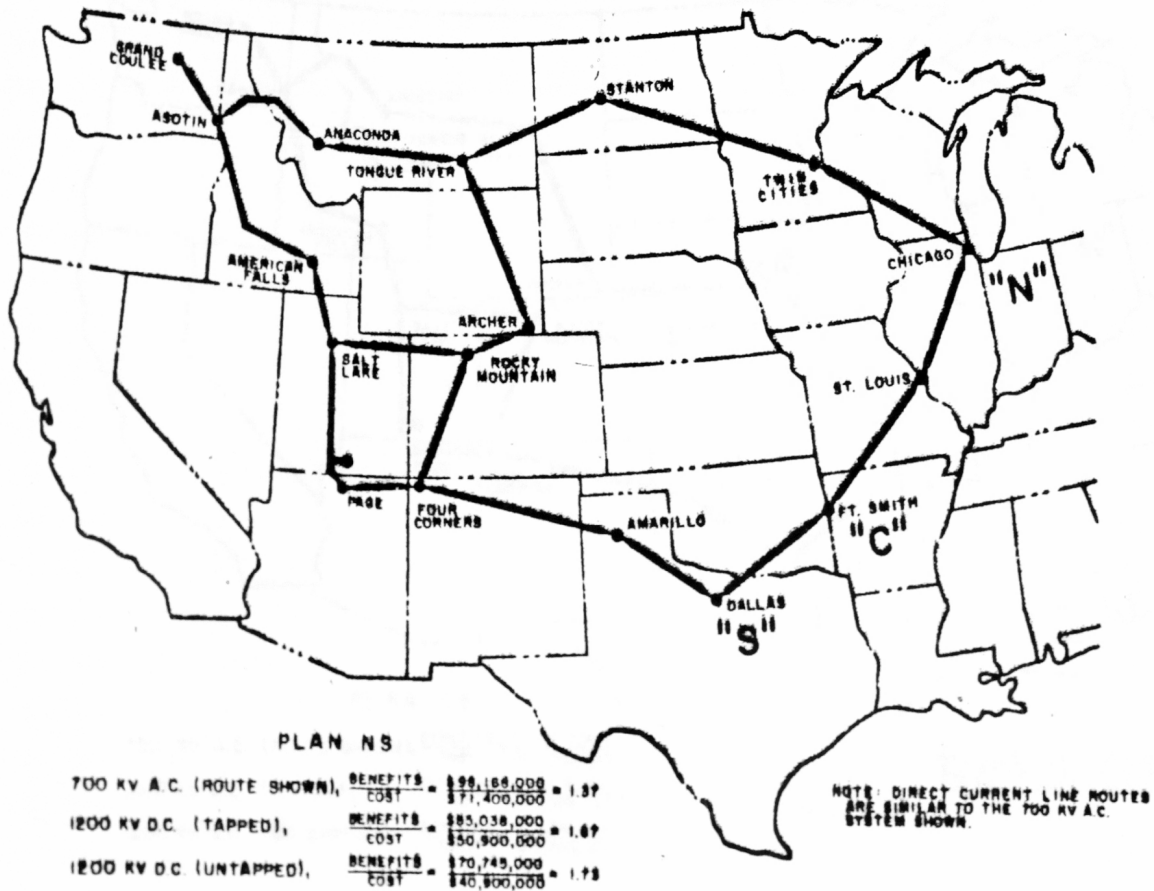 GRAND
COULEE
STANTON
ASOTIN
ANACONDA
TONGUE RIVER
TWIN
CITIES
CHICAGO
"N"
AMERICAN
FALLS
ARCHER
SALT
LAKE
ROCKY
MOUNTAIN
ST. LOUIS
PAGE
FOUR
CORNERS
AMARILLO
FT. SMITH
"C"
DALLAS
"S"
PLAN NS
700 KV A.C. (ROUTE SHOWN), BENEFITS / COST = $98,166,000 / $71,400,000 = 1.37
1200 KV D.C. (TAPPED), BENEFITS / COST = $85,038,000 / $50,900,000 = 1.67
1200 KV D.C. (UNTAPPED), BENEFITS / COST = $70,745,000 / $40,900,000 = 1.73
NOTE: DIRECT CURRENT LINE ROUTES
ARE SIMILAR TO THE 700 KV A.C.
SYSTEM SHOWN.